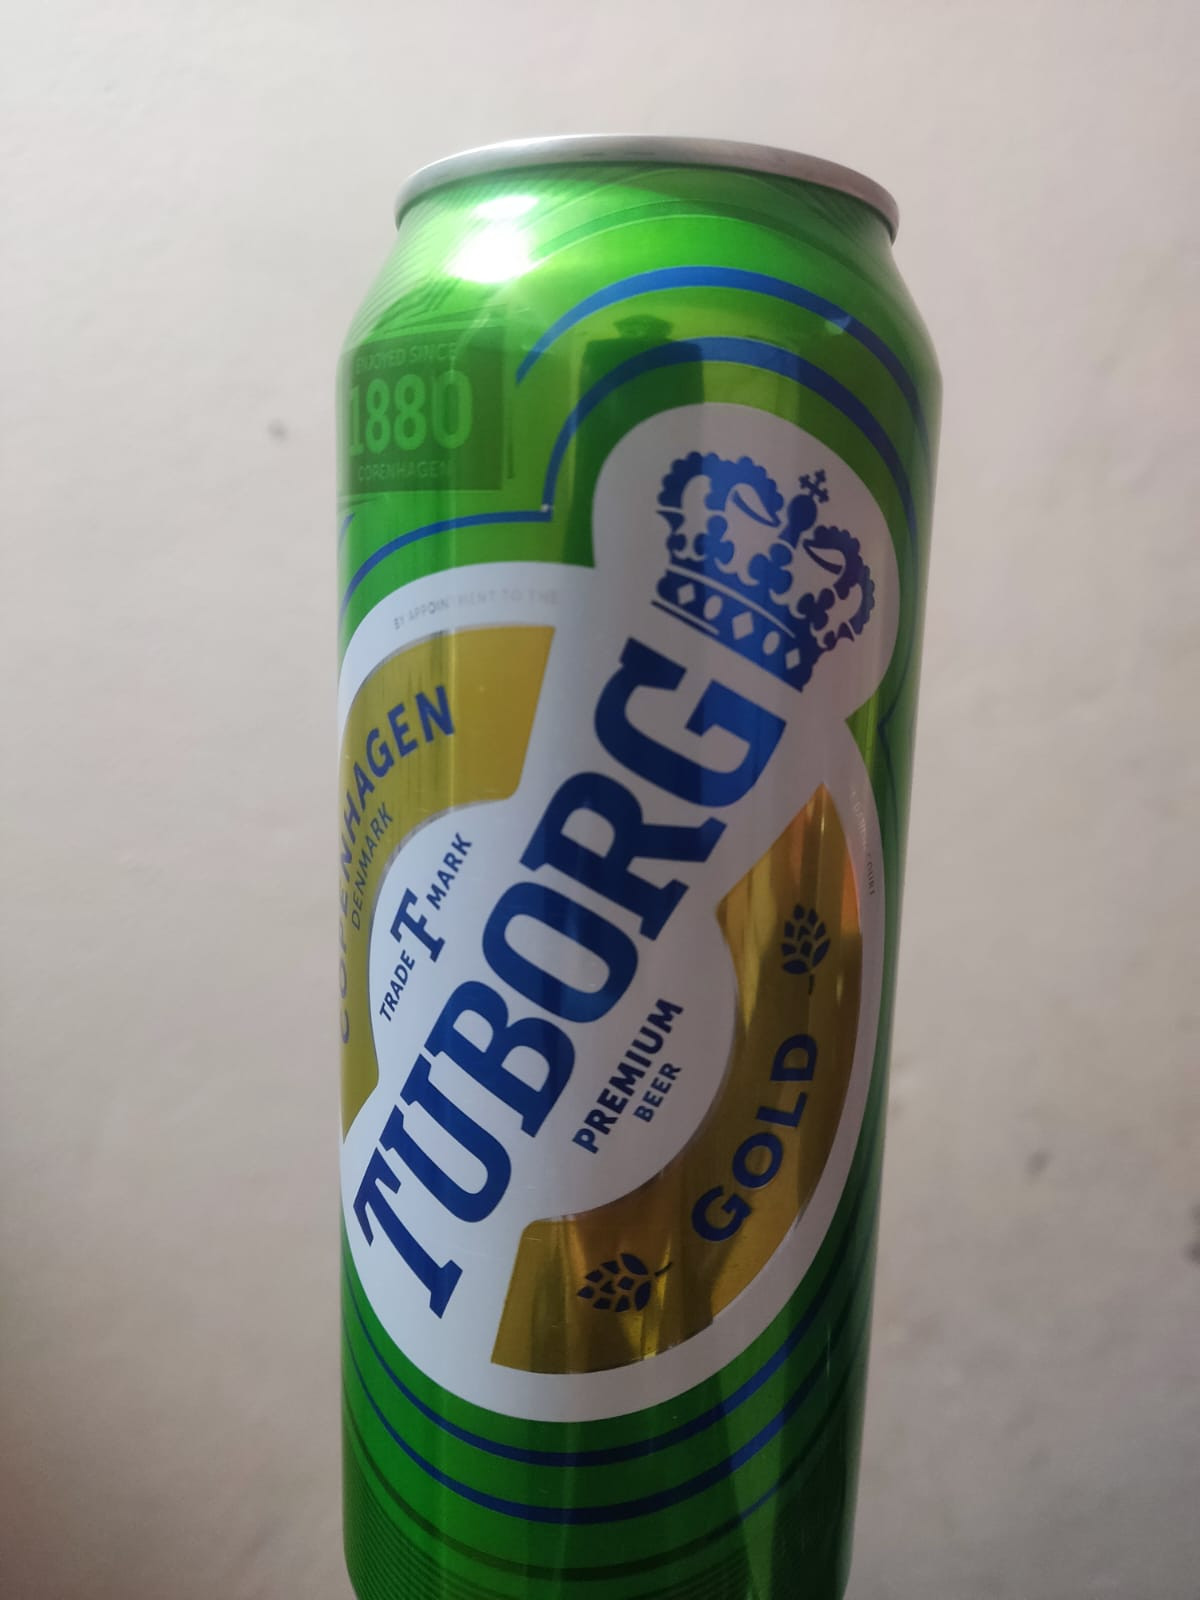 ENJOYED SINCE
1880
COPENHAGEN
BY APPOINTMENT TO THE
COPENHAGEN
DENMARK
TRADE T MARK
TUBORG
PREMIUM
BEER
GOLD